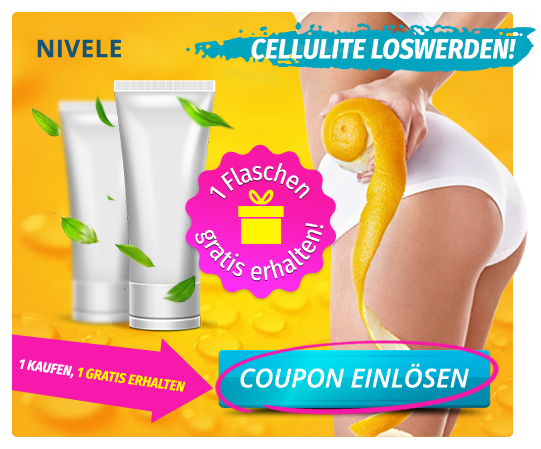 NIVELE
CELLULITE LOSWERDEN!
1 Flaschen
gratis erhalten!
1 KAUFEN, 1 GRATIS ERHALTEN
COUPON EINLÖSEN